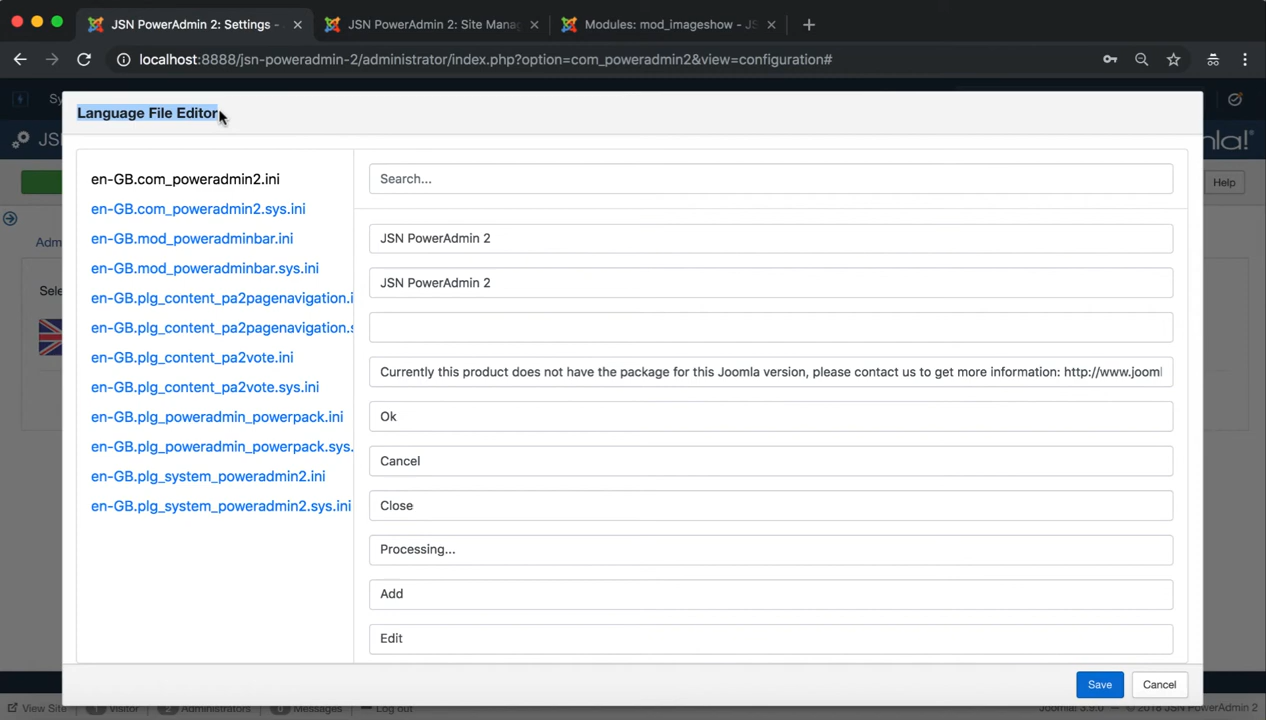 JSN PowerAdmin 2: Settings -
JSN PowerAdmin 2: Site Mana
Modules: mod_imageshow - JS
localhost:8888/jsn-poweradmin-2/administrator/index.php?option=com_poweradmin2&view=configuration#
Sy
Language File Editor
JS
la!
Help
Adm
Sele
en-GB.com_poweradmin2.ini
en-GB.com_poweradmin2.sys.ini
en-GB.mod_poweradminbar.ini
en-GB.mod_poweradminbar.sys.ini
en-GB.plg_content_pa2pagenavigation.i
en-GB.plg_content_pa2pagenavigation.s
en-GB.plg_content_pa2vote.ini
en-GB.plg_content_pa2vote.sys.ini
en-GB.plg_poweradmin_powerpack.ini
en-GB.plg_poweradmin_powerpack.sys.
en-GB.plg_system_poweradmin2.ini
en-GB.plg_system_poweradmin2.sys.ini
Search...
JSN PowerAdmin 2
JSN PowerAdmin 2
Currently this product does not have the package for this Joomla version, please contact us to get more information: http://www.jooml
Ok
Cancel
Close
Processing...
Add
Edit
Save
Cancel
View Site
Visitor
Administrators
Messages
Log out
Joomla! 3.9.0 — © 2018 JSN PowerAdmin 2